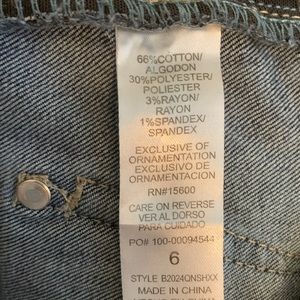 66%COTTON/
ALGODON
30%POLYESTER/
POLIESTER
3%RAYON/
RAYON
1%SPANDEX/
SPANDEX
EXCLUSIVE OF
ORNAMENTATION
EXCLUSIVO DE
ORNAMENTACION
RN#15600
CARE ON REVERSE
VER AL DORSO
PARA CUIDADO
PO# 100-00094544
6
STYLE B2024QNSHXX
MADE IN CHINA